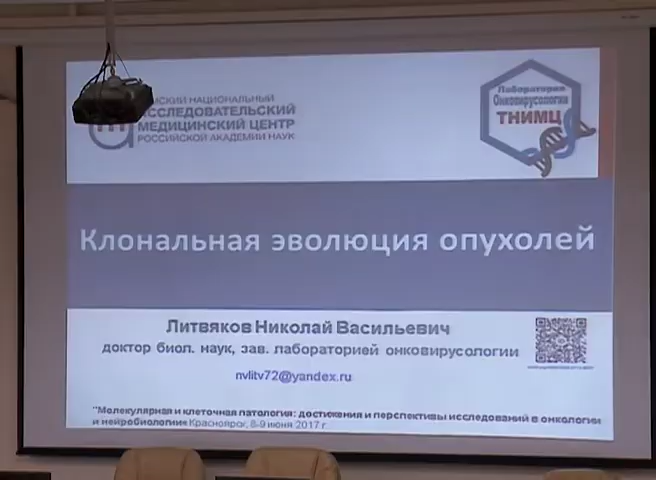 НАЦИОНАЛЬНЫЙ
ИССЛЕДОВАТЕЛЬСКИЙ
МЕДИЦИНСКИЙ ЦЕНТР
РОССИЙСКОЙ АКАДЕМИИ НАУК
Лаборатория
Онковирусологии
ТНИМЦ
Клональная эволюция опухолей
Литвяков Николай Васильевич
доктор биол. наук, зав. лабораторией онковирусологии
nvlitv72@yandex.ru
"Молекулярная и клеточная патология: достижения и перспективы исследований в онкологии
и нейробиологии» Красноярск, 8-9 июня 2017 г.